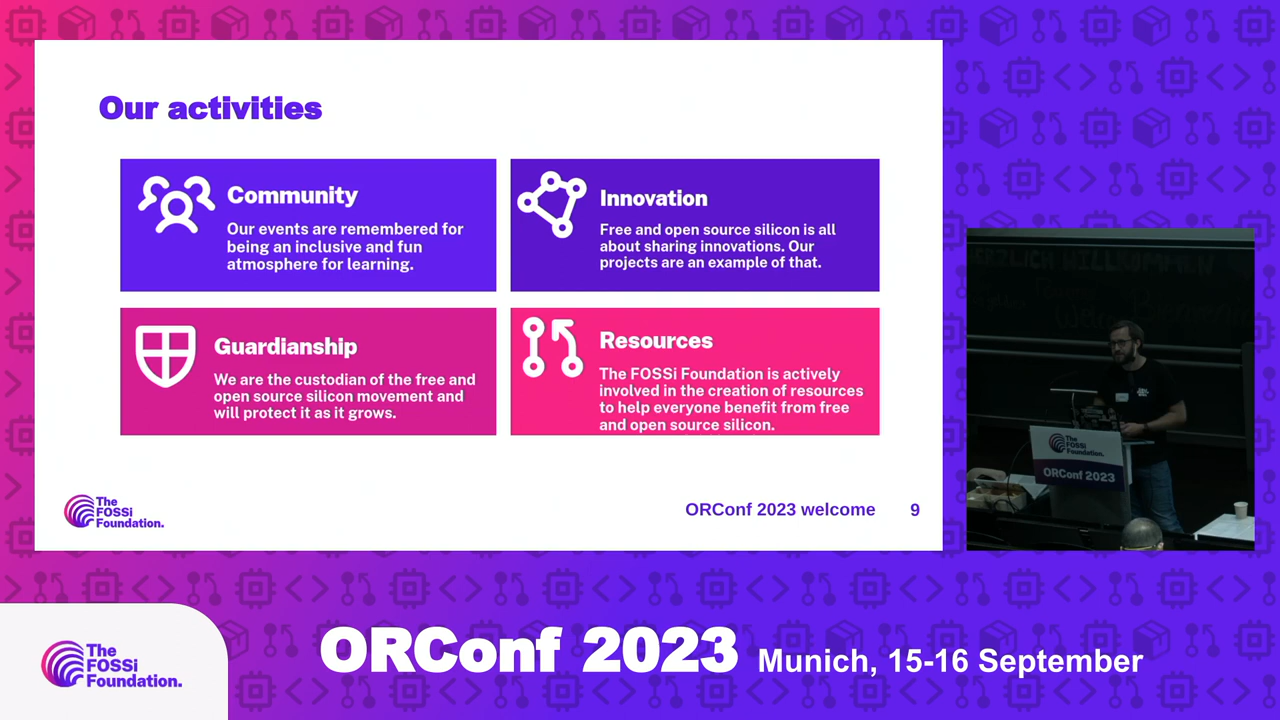 Our activities
Community
Our events are remembered for
being an inclusive and fun
atmosphere for learning.
Innovation
Free and open source silicon is all
about sharing innovations. Our
projects are an example of that.
Guardianship
We are the custodian of the free and
open source silicon movement and
will protect it as it grows.
Resources
The FOSSi Foundation is actively
involved in the creation of resources
to help everyone benefit from free
and open source silicon.
The
FOSSi
Foundation.
ORConf 2023 welcome 9
HERZLICH WILLKOMMEN
The
FOSSi
Foundation.
ORConf 2023
The
FOSSi
Foundation.
ORConf 2023 Munich, 15-16 September